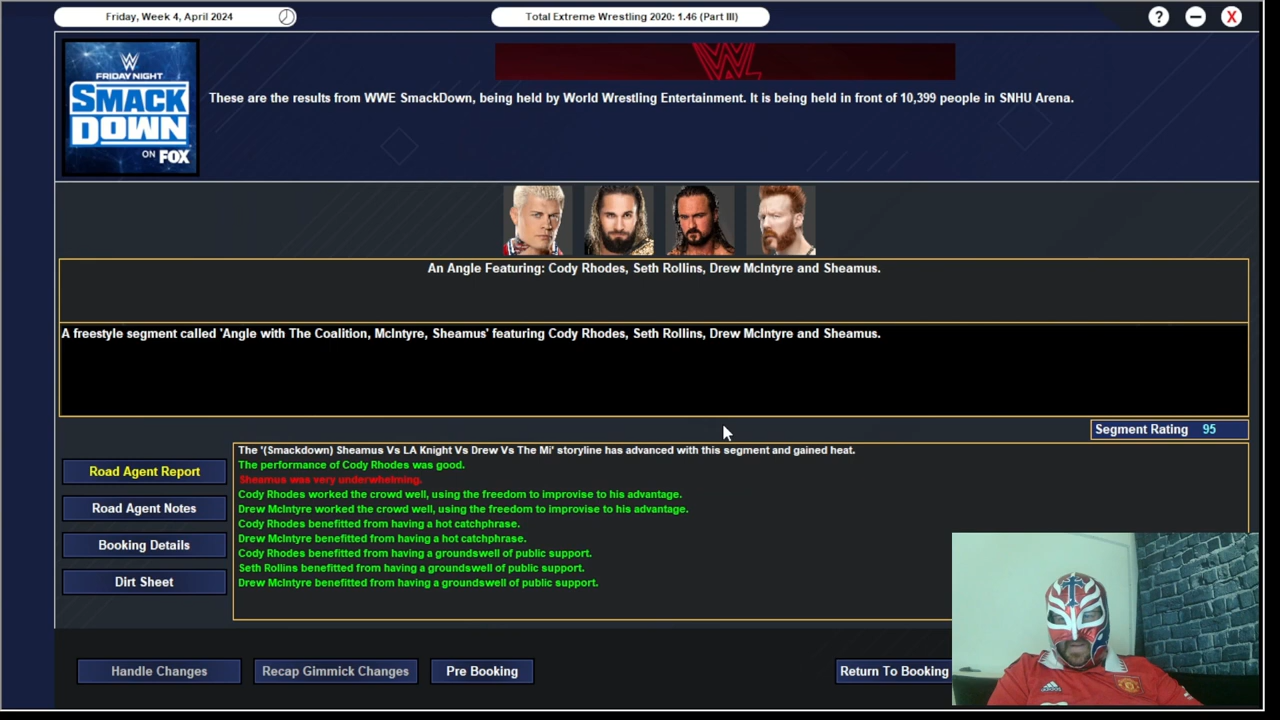 Friday, Week 4, April 2024
Total Extreme Wrestling 2020: 1.46 (Part III)
?
X
W
FRIDAY NIGHT
SMACK
DOWN
ON FOX
These are the results from WWE SmackDown, being held by World Wrestling Entertainment. It is being held in front of 10,399 people in SNHU Arena.
An Angle Featuring: Cody Rhodes, Seth Rollins, Drew McIntyre and Sheamus.
A freestyle segment called 'Angle with The Coalition, McIntyre, Sheamus' featuring Cody Rhodes, Seth Rollins, Drew McIntyre and Sheamus.
Segment Rating 95
Road Agent Report
Road Agent Notes
Booking Details
Dirt Sheet
The '(Smackdown) Sheamus Vs LA Knight Vs Drew Vs The Mi' storyline has advanced with this segment and gained heat.
The performance of Cody Rhodes was good.
Sheamus was very underwhelming.
Cody Rhodes worked the crowd well, using the freedom to improvise to his advantage.
Drew McIntyre worked the crowd well, using the freedom to improvise to his advantage.
Cody Rhodes benefitted from having a hot catchphrase.
Drew McIntyre benefitted from having a hot catchphrase.
Cody Rhodes benefitted from having a groundswell of public support.
Seth Rollins benefitted from having a groundswell of public support.
Drew McIntyre benefitted from having a groundswell of public support.
Handle Changes
Recap Gimmick Changes
Pre Booking
Return To Booking